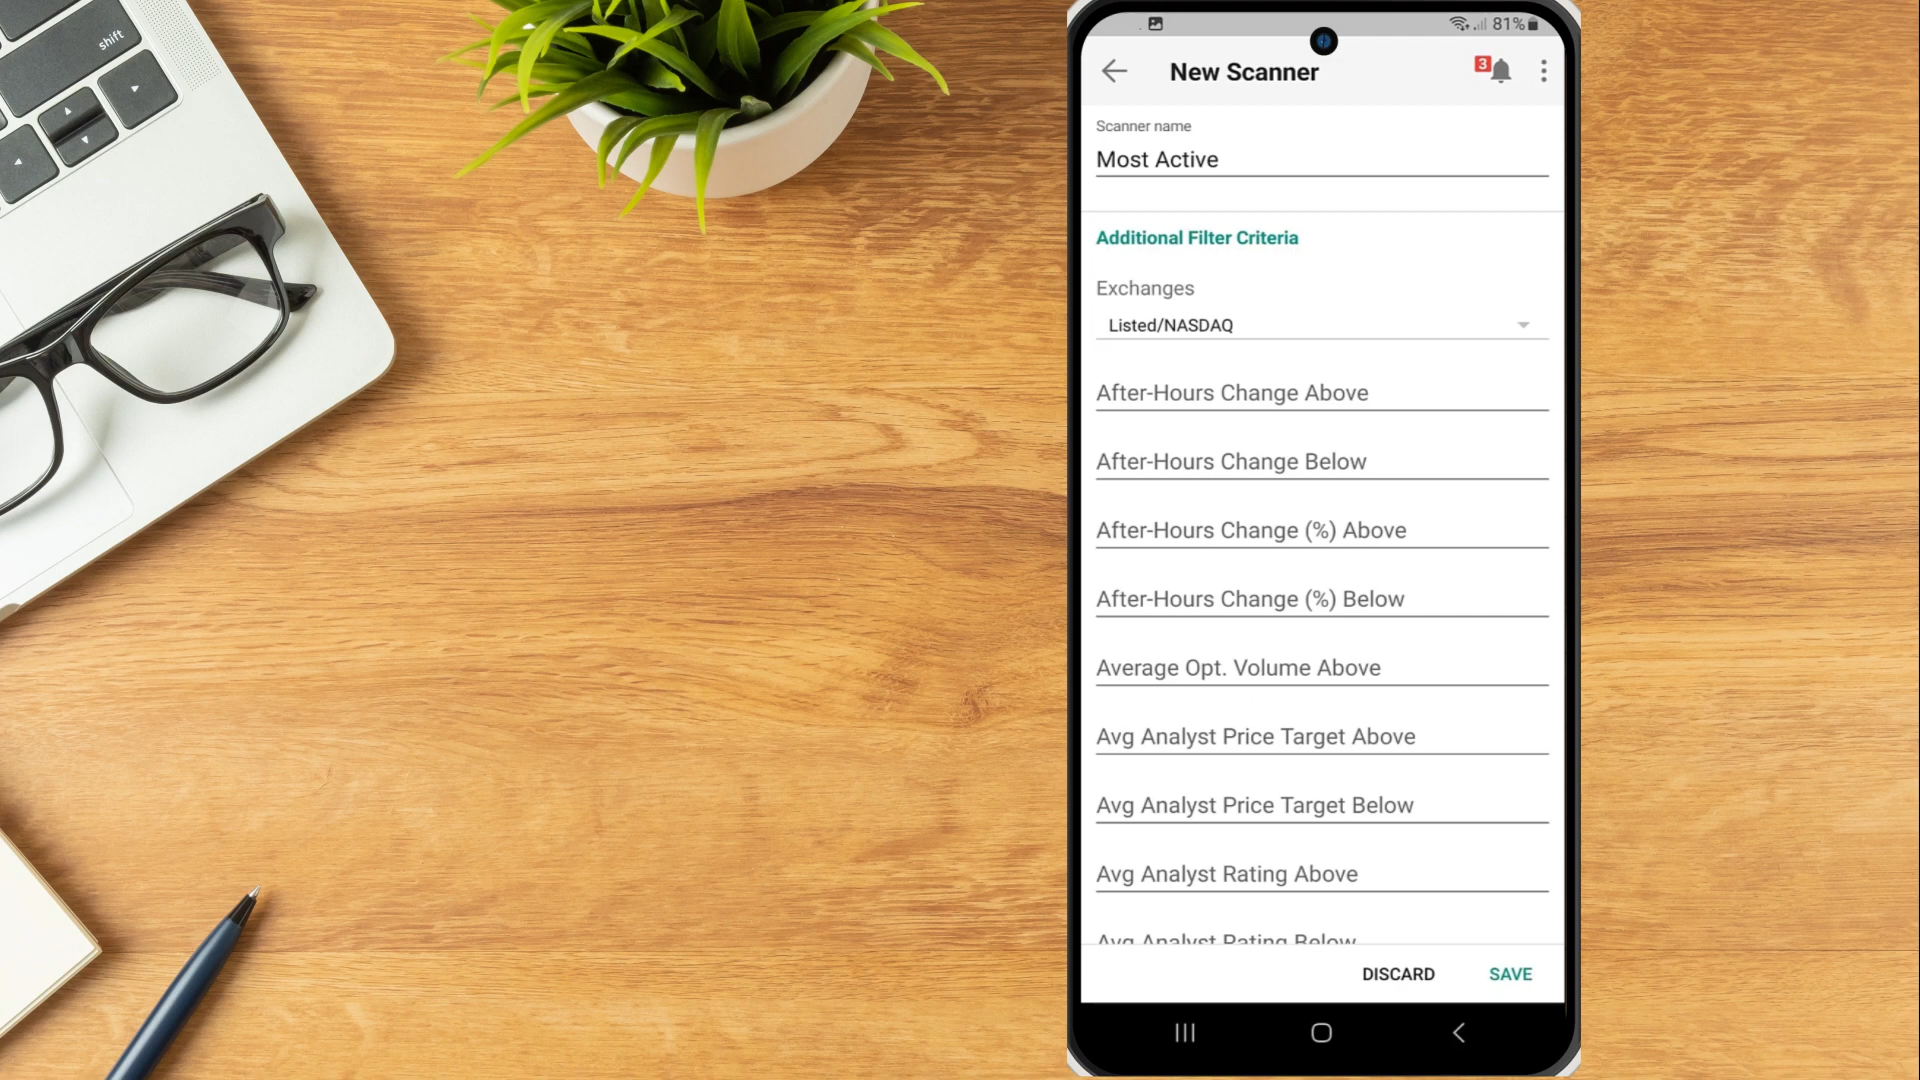 shift
81%
New Scanner
3
Scanner name
Most Active
Additional Filter Criteria
Exchanges
Listed/NASDAQ
After-Hours Change Above
After-Hours Change Below
After-Hours Change (%) Above
After-Hours Change (%) Below
Average Opt. Volume Above
Avg Analyst Price Target Above
Avg Analyst Price Target Below
Avg Analyst Rating Above
Avg Analyst Rating Below
DISCARD
SAVE